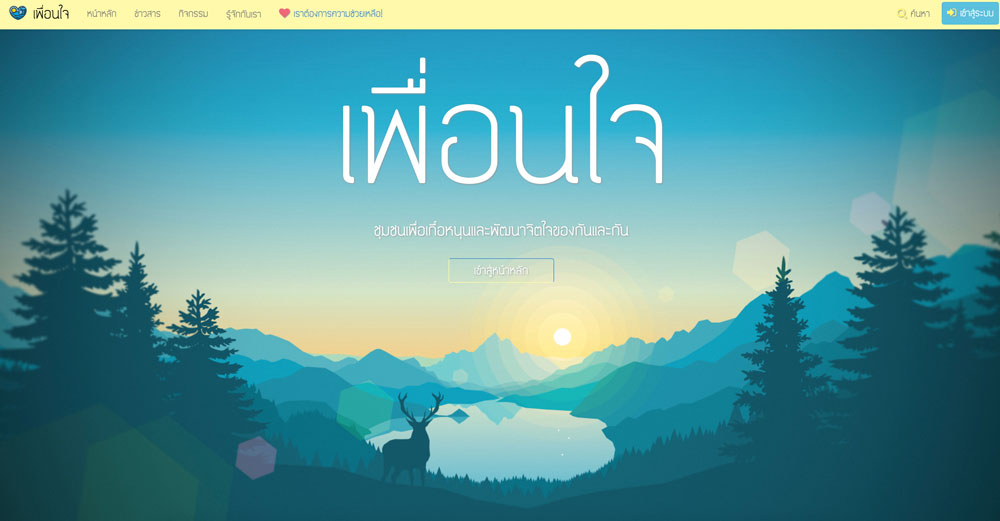 เพื่อนใจ หน้าหลัก ข่าวสาร กิจกรรม รู้จักกับเรา เราต้องการความช่วยเหลือ! ค้นหา เข้าสู่ระบบ
เพื่อนใจ
ชุมชนเพื่อเกื้อหนุนและพัฒนาจิตใจของกันและกัน
เข้าสู่หน้าหลัก